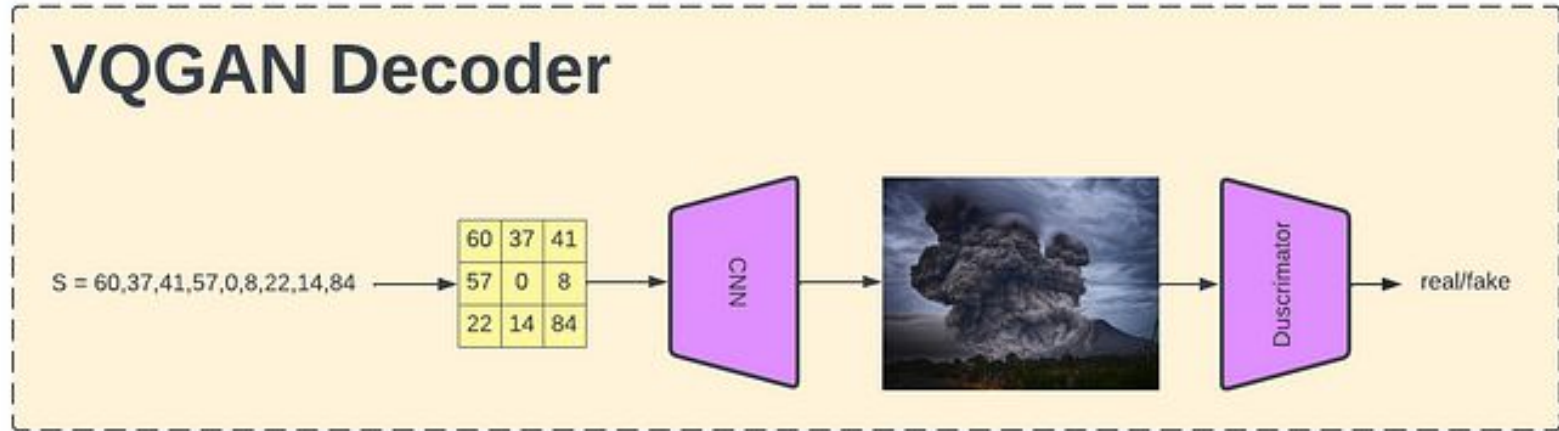 VQGAN Decoder
S = 60,37,41,57,0,8,22,14,84
60 37 41
57 0 8
22 14 84
CNN
Duscrimator
real/fake